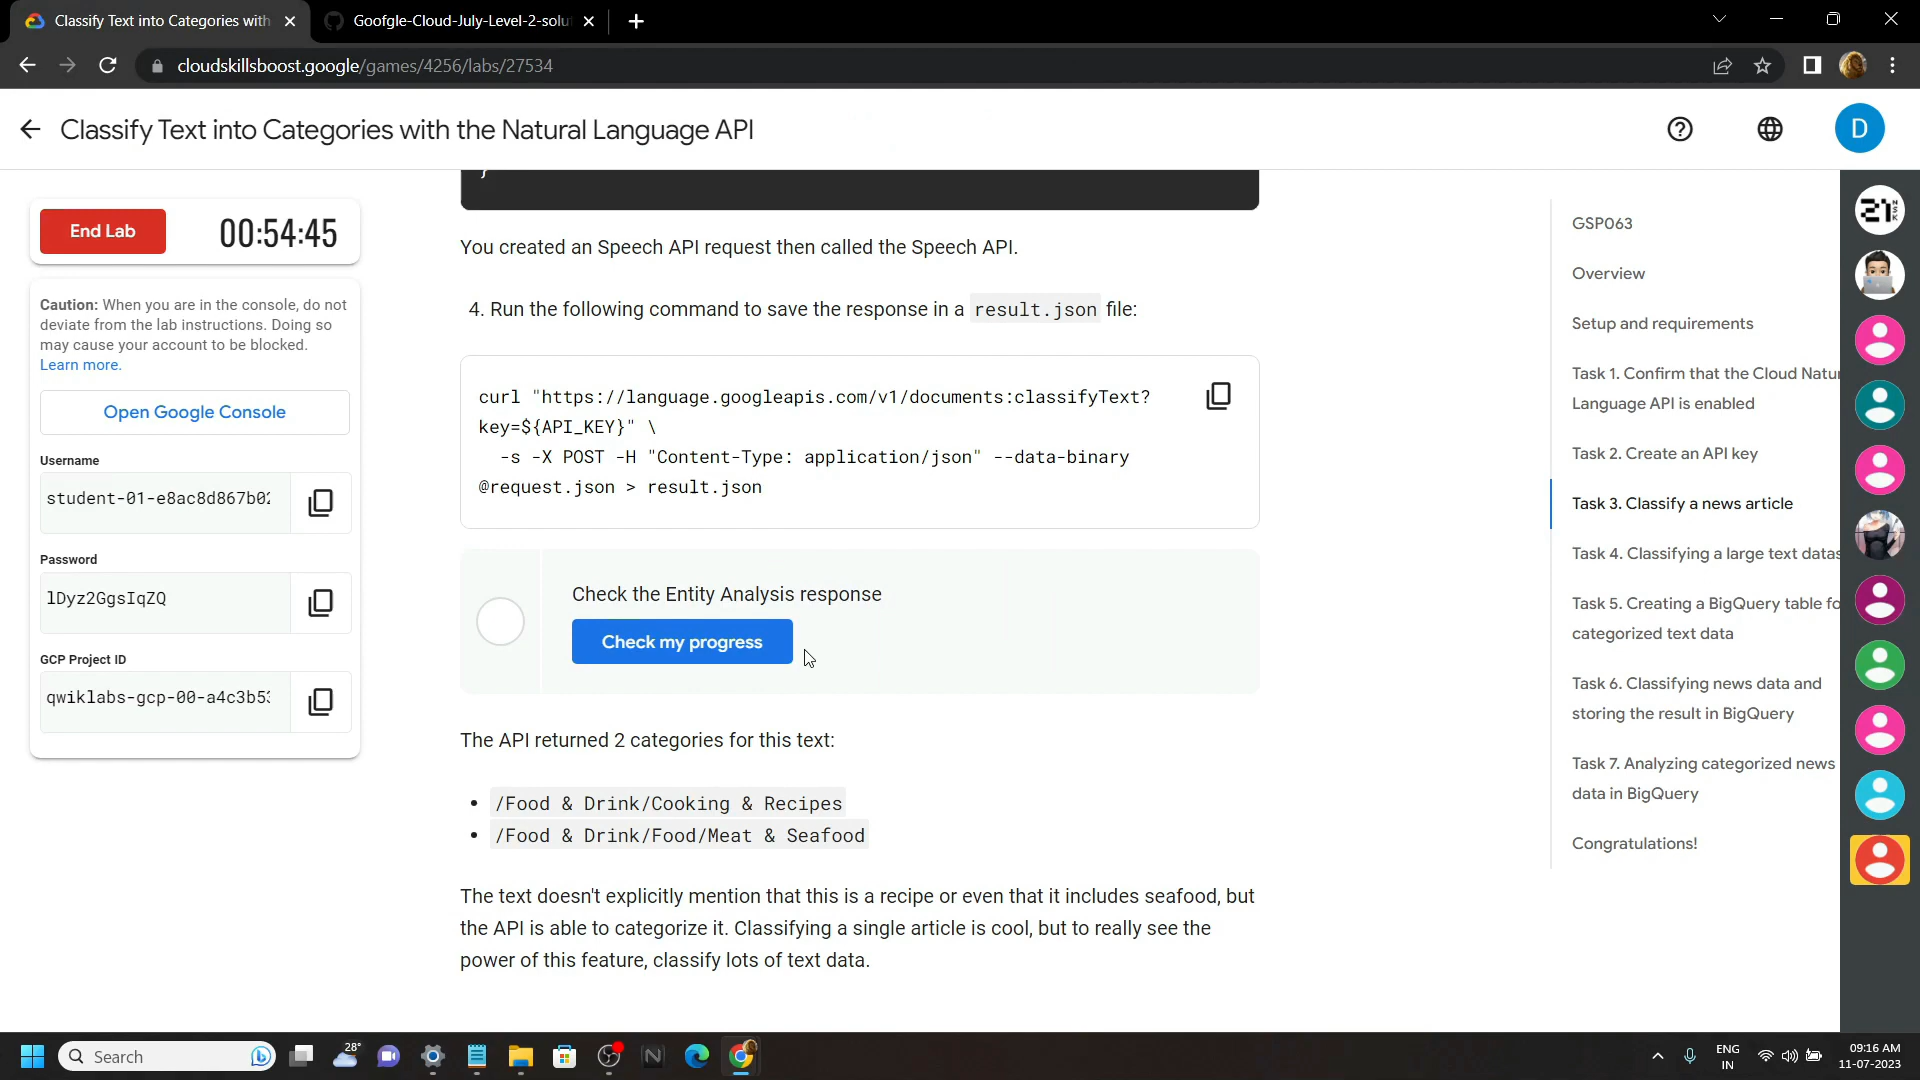 Classify Text into Categories with
Goofgle-Cloud-July-Level-2-solu
cloudskillsboost.google/games/4256/labs/27534
Classify Text into Categories with the Natural Language API
D
End Lab
00:54:45
Caution: When you are in the console, do not
deviate from the lab instructions. Doing so
may cause your account to be blocked.
Learn more.
Open Google Console
Username
student-01-e8ac8d867b02
Password
lDyz2GgsIqZQ
GCP Project ID
qwiklabs-gcp-00-a4c3b53
}
You created an Speech API request then called the Speech API.
4. Run the following command to save the response in a result.json file:
curl "https://language.googleapis.com/v1/documents:classifyText?
key=${API_KEY}" \
-s -X POST -H "Content-Type: application/json" --data-binary
@request.json > result.json
Check the Entity Analysis response
Check my progress
The API returned 2 categories for this text:
• /Food & Drink/Cooking & Recipes
• /Food & Drink/Food/Meat & Seafood
The text doesn't explicitly mention that this is a recipe or even that it includes seafood, but
the API is able to categorize it. Classifying a single article is cool, but to really see the
power of this feature, classify lots of text data.
GSP063
Overview
Setup and requirements
Task 1. Confirm that the Cloud Natu
Language API is enabled
Task 2. Create an API key
Task 3. Classify a news article
Task 4. Classifying a large text datas
Task 5. Creating a BigQuery table fo
categorized text data
Task 6. Classifying news data and
storing the result in BigQuery
Task 7. Analyzing categorized news
data in BigQuery
Congratulations!
Search
28°
ENG
IN
09:16 AM
11-07-2023